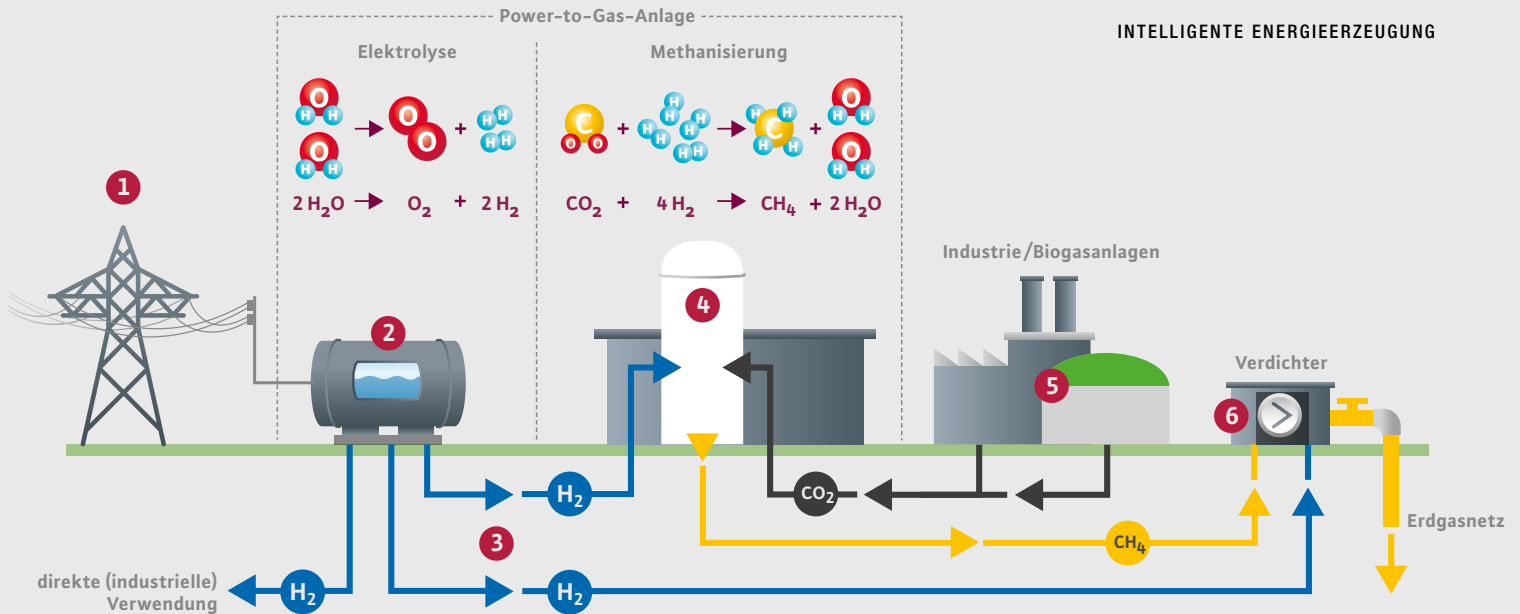 Power-to-Gas-Anlage
INTELLIGENTE ENERGIEERZEUGUNG
Elektrolyse
Methanisierung
O H H O H H → O O + H H H H
C O O + H H H H H H H H → C H H H H + O H H O H H
2 H₂O → O₂ + 2 H₂
CO₂ + 4 H₂ → CH₄ + 2 H₂O
1
2
4
Industrie/Biogasanlagen
5
Verdichter
6
H₂
CO₂
3
CH₄
Erdgasnetz
direkte (industrielle)
Verwendung
H₂
H₂